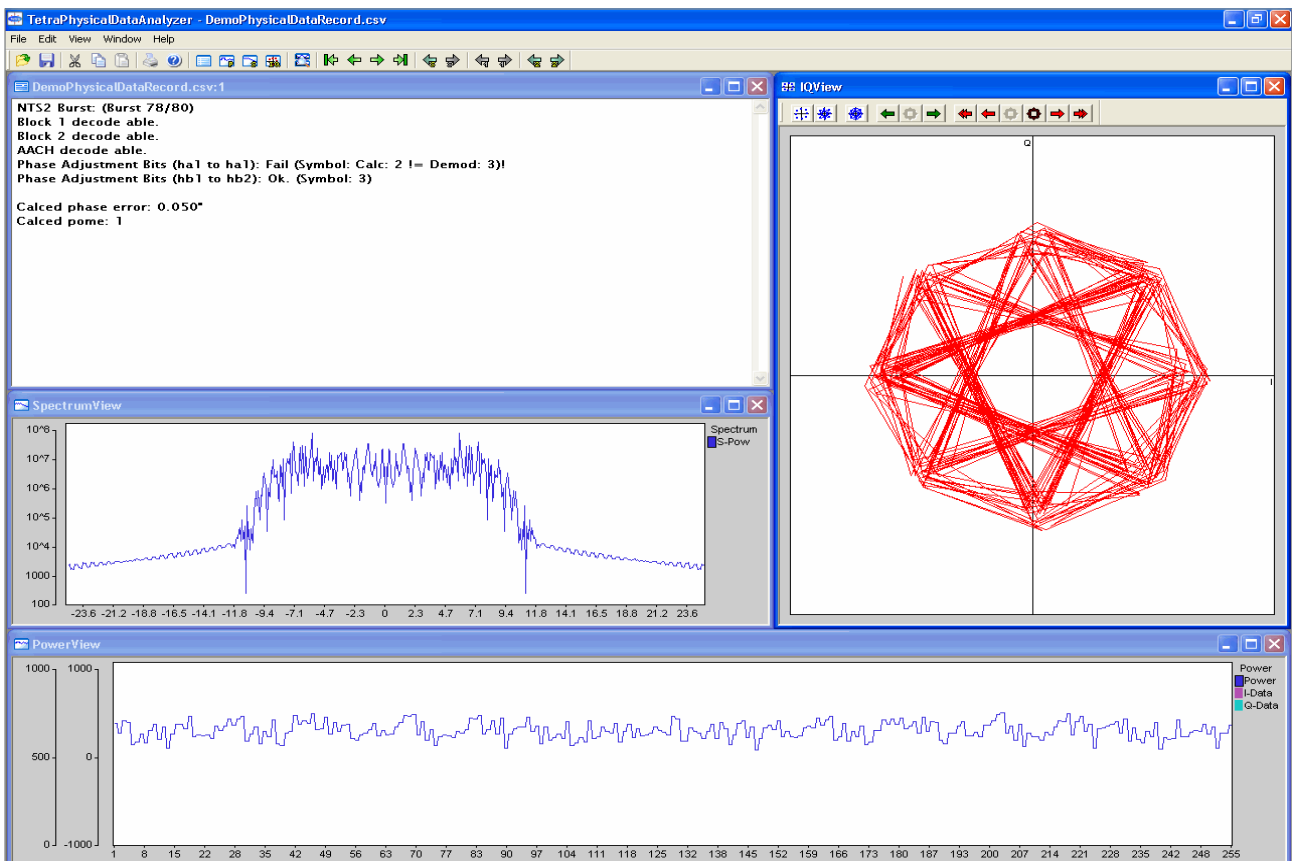 TetraPhysicalDataAnalyzer - DemoPhysicalDataRecord.csv
File Edit View Window Help
DemoPhysicalDataRecord.csv:1
NTS2 Burst: (Burst 78/80)
Block 1 decode able.
Block 2 decode able.
AACH decode able.
Phase Adjustment Bits (ha1 to ha1): Fail (Symbol: Calc: 2 != Demod: 3)!
Phase Adjustment Bits (hb1 to hb2): Ok. (Symbol: 3)
Calced phase error: 0.050°
Calced pome: 1
IQView
Q
I
SpectrumView
10^8
10^7
10^6
10^5
10^4
1000
100
-23.6 -21.2 -18.8 -16.5 -14.1 -11.8 -9.4 -7.1 -4.7 -2.3 0 2.3 4.7 7.1 9.4 11.8 14.1 16.5 18.8 21.2 23.6
Spectrum
S-Pow
PowerView
1000 1000
500 0
0 -1000
1 8 15 22 28 35 42 49 56 63 70 77 83 90 97 104 111 118 125 132 138 145 152 159 166 173 180 187 193 200 207 214 221 228 235 242 248 255
Power
Power
I-Data
Q-Data